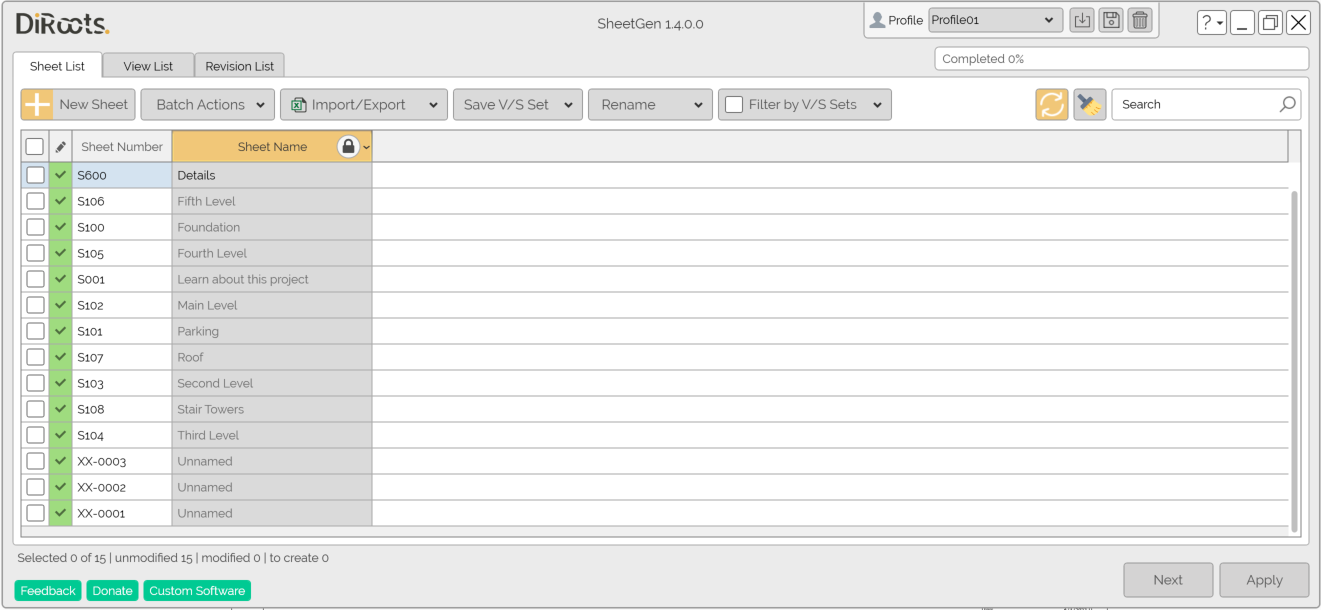 DiRoots.
SheetGen 1.4.0.0
Profile Profile01
? 
Completed 0%
Sheet List View List Revision List
New Sheet Batch Actions Import/Export Save V/S Set Rename Filter by V/S Sets Search
Sheet Number Sheet Name
S600 Details
S106 Fifth Level
S100 Foundation
S105 Fourth Level
S001 Learn about this project
S102 Main Level
S101 Parking
S107 Roof
S103 Second Level
S108 Stair Towers
S104 Third Level
XX-0003 Unnamed
XX-0002 Unnamed
XX-0001 Unnamed
Selected 0 of 15 | unmodified 15 | modified 0 | to create 0
Next Apply
Feedback Donate Custom Software